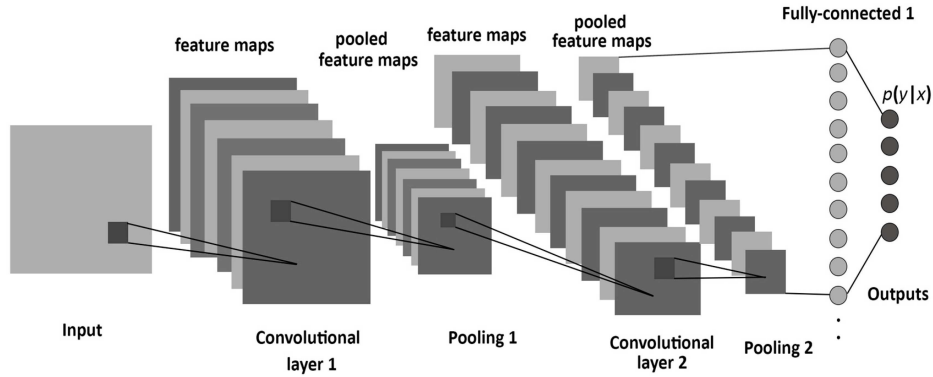 Fully-connected 1
feature maps
pooled
feature maps
feature maps
pooled
feature maps
p(y|x)
Input
Convolutional
layer 1
Pooling 1
Convolutional
layer 2
Pooling 2
Outputs